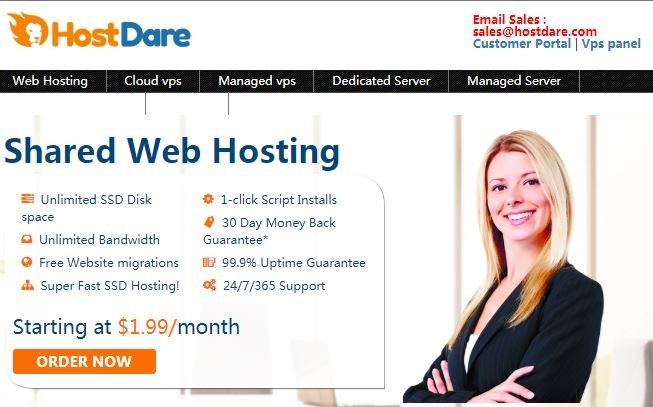 HostDare
Email Sales :
sales@hostdare.com
Customer Portal | Vps panel
Web Hosting
Cloud vps
Managed vps
Dedicated Server
Managed Server
Shared Web Hosting
Unlimited SSD Disk
space
Unlimited Bandwidth
Free Website migrations
Super Fast SSD Hosting!
1-click Script Installs
30 Day Money Back
Guarantee*
99.9% Uptime Guarantee
24/7/365 Support
Starting at $1.99/month
ORDER NOW